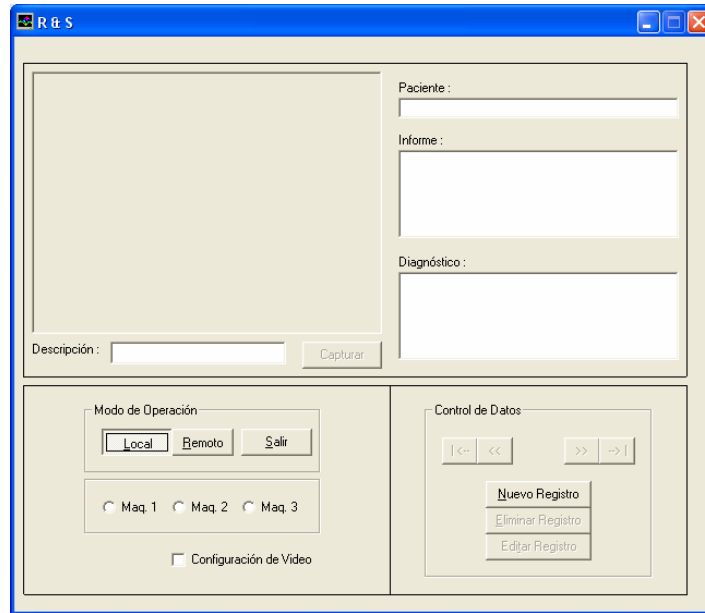 R & S
Paciente :
Informe :
Diagnóstico :
Descripción :
Capturar
Modo de Operación
Local Remoto Salir
Maq. 1 Maq. 2 Maq. 3
Configuración de Video
Control de Datos
|<-- << >> -->|
Nuevo Registro
Eliminar Registro
Editar Registro